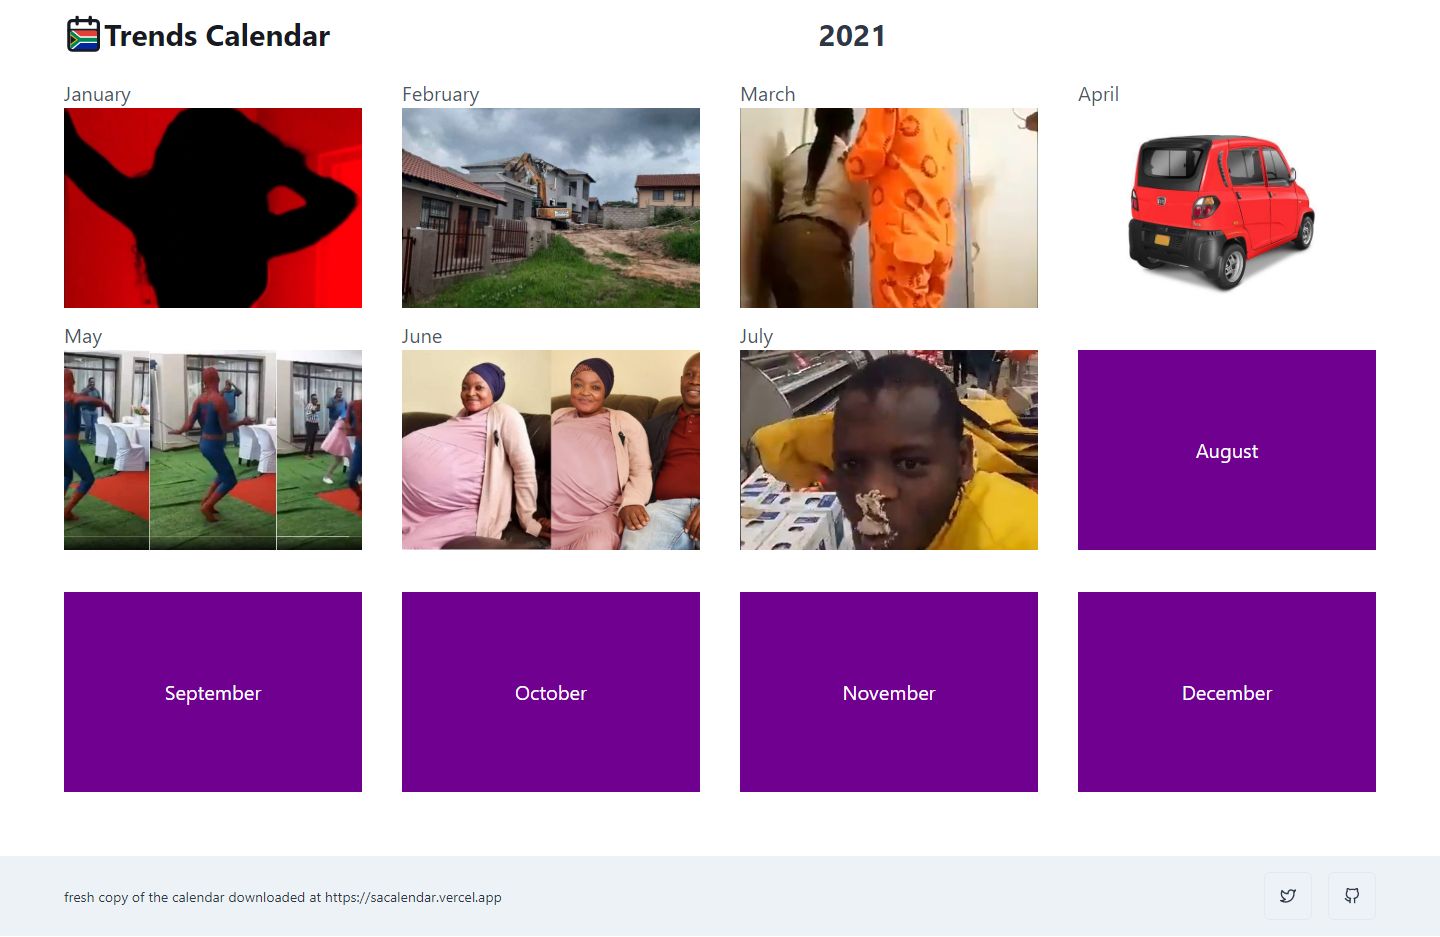 Trends Calendar
2021
January
February
March
April
May
June
July
August
September
October
November
December
fresh copy of the calendar downloaded at https://sacalendar.vercel.app